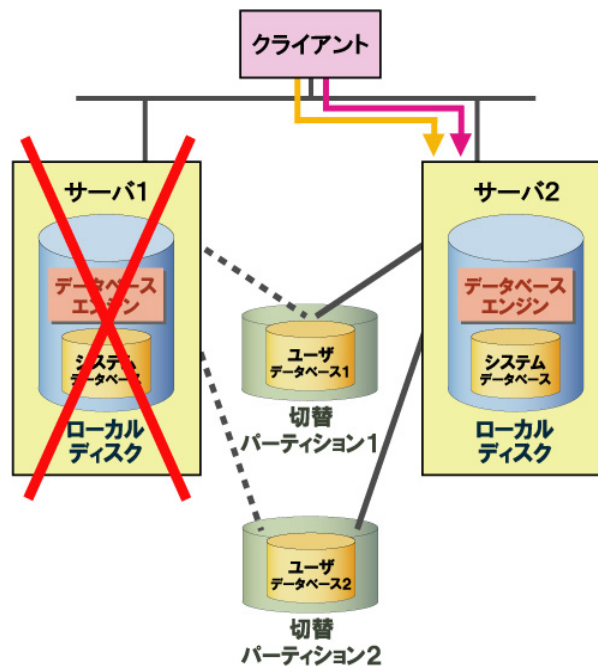 クライアント
サーバ1
データベース
エンジン
システム
データベース
ローカル
ディスク
サーバ2
データベース
エンジン
システム
データベース
ローカル
ディスク
ユーザ
データベース1
切替
パーティション1
ユーザ
データベース2
切替
パーティション2